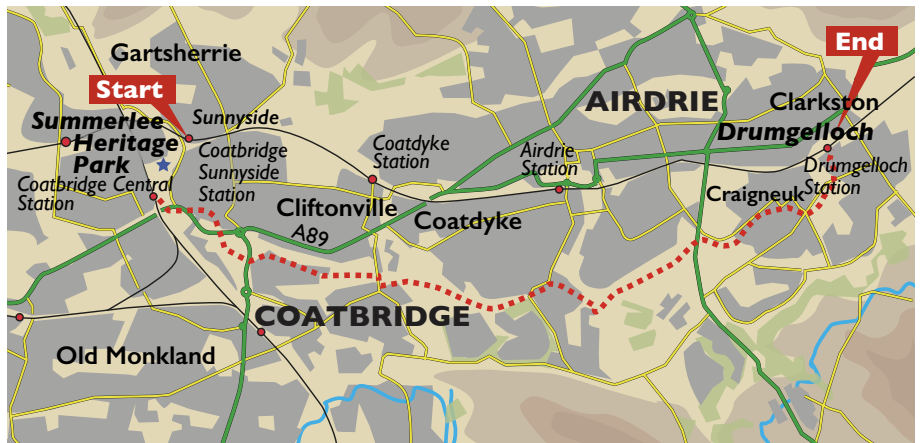 Gartsherrie
Start
Summerlee
Heritage
Park
Sunnyside
Coatbridge
Sunnyside
Station
Coatbridge Central
Station
Coatdyke
Station
Cliftonville
A89
Coatdyke
Airdrie
Station
AIRDRIE
End
Clarkston
Drumgelloch
Drumgelloch
Station
Craigneuk
COATBRIDGE
Old Monkland